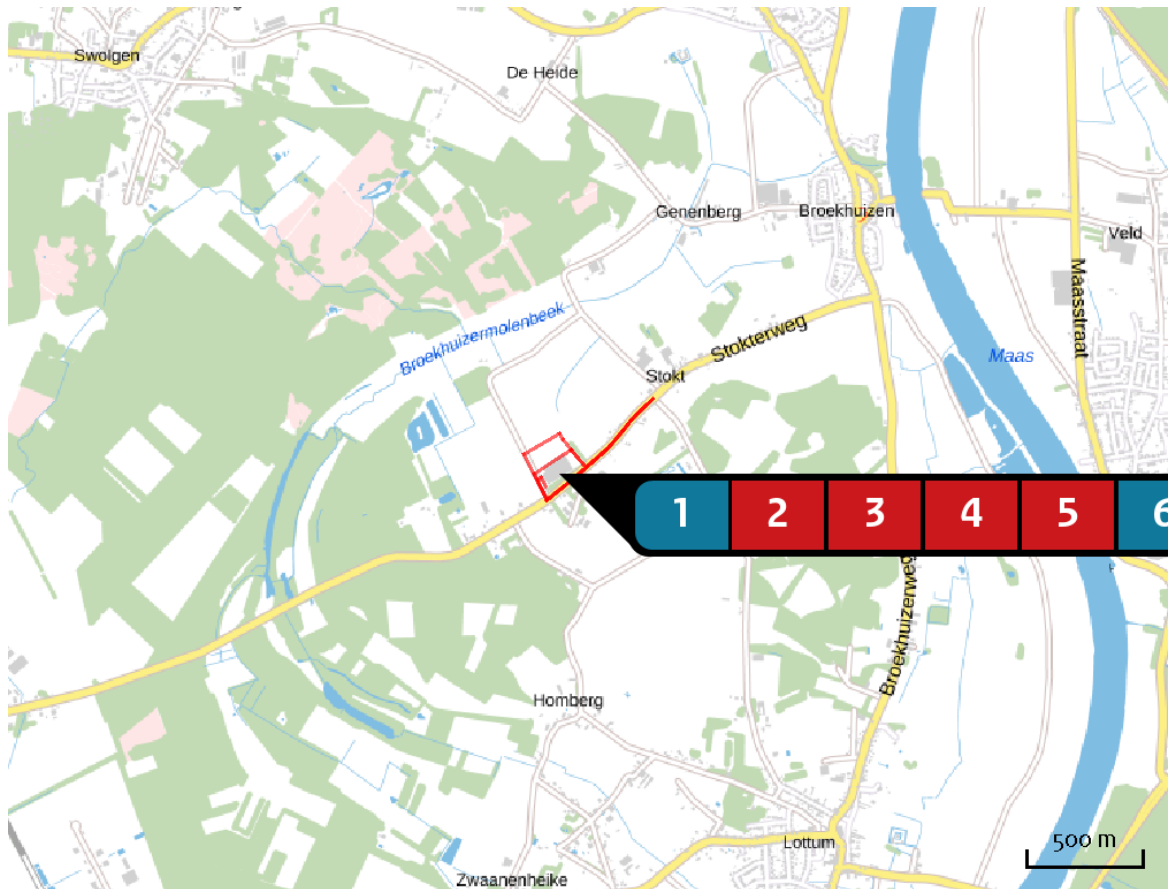 Swolgen
De Heide
Genenberg
Broekhuizen
Veld
Maasstraat
Broekhuizermolenbeek
Stokterweg
Maas
Stokt
1 2 3 4 5 6
Broekhuizerweg
Homberg
Lottum
500 m
Zwaanenheike